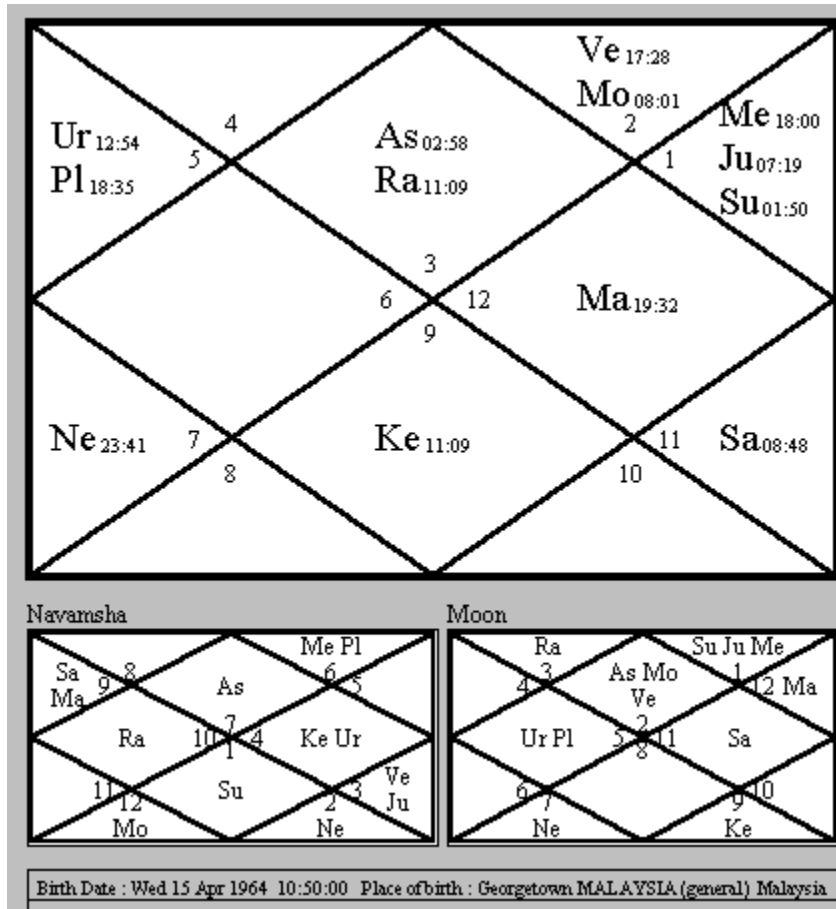 Ve 17:28
Mo 08:01
Ur 12:54
4
As 02:58
2
Me 18:00
Pl 18:35
5
Ra 11:09
1
Ju 07:19
Su 01:50
3
6
12
Ma 19:32
9
Ne 23:41
7
Ke 11:09
11
Sa 08:48
8
10
Navamsha
Me Pl
Sa
Ma
9
8
As
6
5
7
Ra
10
4
Ke Ur
1
11
12
Su
2
3
Ve
Ju
Mo
Ne
Moon
Ra
Su Ju Me
4
3
As Mo
Ve
1
12
Ma
2
Ur Pl
5
11
Sa
8
6
7
9
10
Ne
Ke
Birth Date : Wed 15 Apr 1964 10:50:00 Place of birth : Georgetown MALAYSIA (general) Malaysia